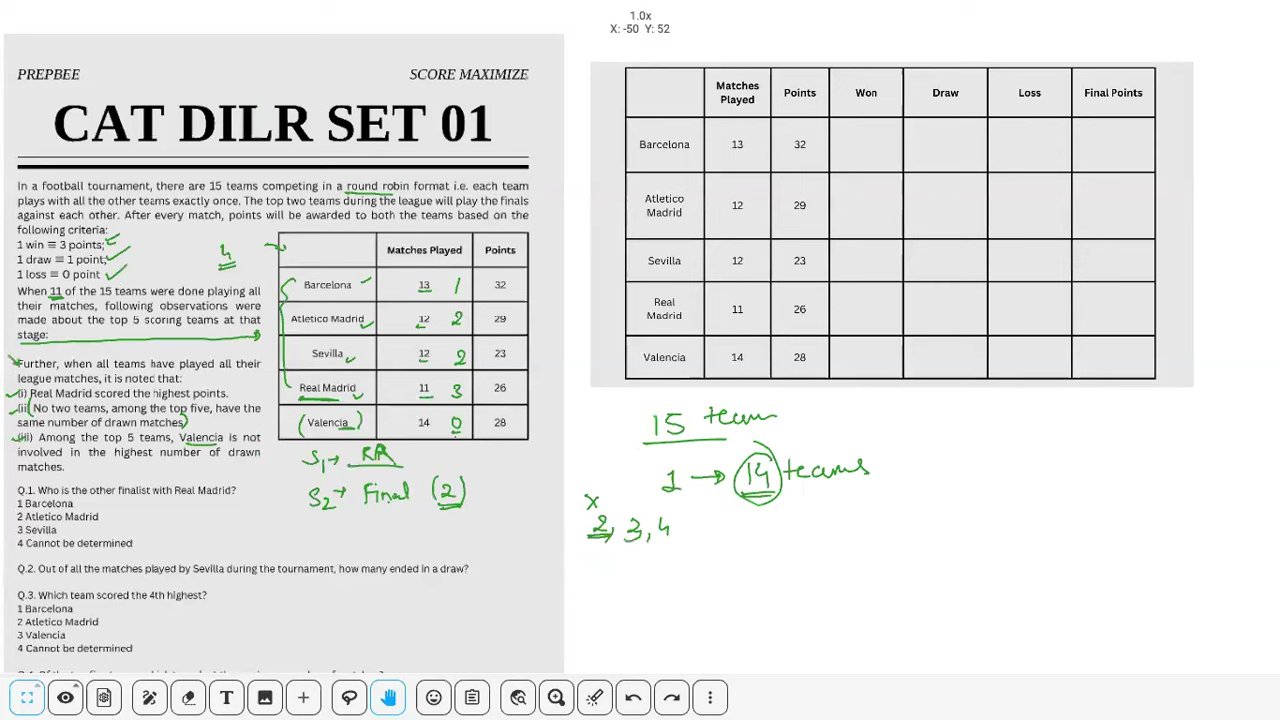 1.0x
X: -50 Y: 52
PREPBEE
SCORE MAXIMIZE
CAT DILR SET 01
In a football tournament, there are 15 teams competing in a round robin format i.e. each team
plays with all the other teams exactly once. The top two teams during the league will play the finals
against each other. After every match, points will be awarded to both the teams based on the
following criteria:
1 win ≡ 3 points;
1 draw ≡ 1 point;
1 loss ≡ 0 point
4
When 11 of the 15 teams were done playing all
their matches, following observations were
made about the top 5 scoring teams at that
stage:
Further, when all teams have played all their
league matches, it is noted that:
(i) Real Madrid scored the highest points.
(ii) No two teams, among the top five, have the
same number of drawn matches
(iii) Among the top 5 teams, Valencia is not
involved in the highest number of drawn
matches.
Matches Played Points
Barcelona 13 1 32
Atletico Madrid 12 2 29
Sevilla 12 2 23
Real Madrid 11 3 26
(Valencia) 14 0 28
S1→ RR
S2→ Final (2)
Q.1. Who is the other finalist with Real Madrid?
1 Barcelona
2 Atletico Madrid
3 Sevilla
4 Cannot be determined
Q.2. Out of all the matches played by Sevilla during the tournament, how many ended in a draw?
Q.3. Which team scored the 4th highest?
1 Barcelona
2 Atletico Madrid
3 Valencia
4 Cannot be determined
Matches Played Points Won Draw Loss Final Points
Barcelona 13 32
Atletico Madrid 12 29
Sevilla 12 23
Real Madrid 11 26
Valencia 14 28
15 team
1 → 14 teams
x
2, 3, 4